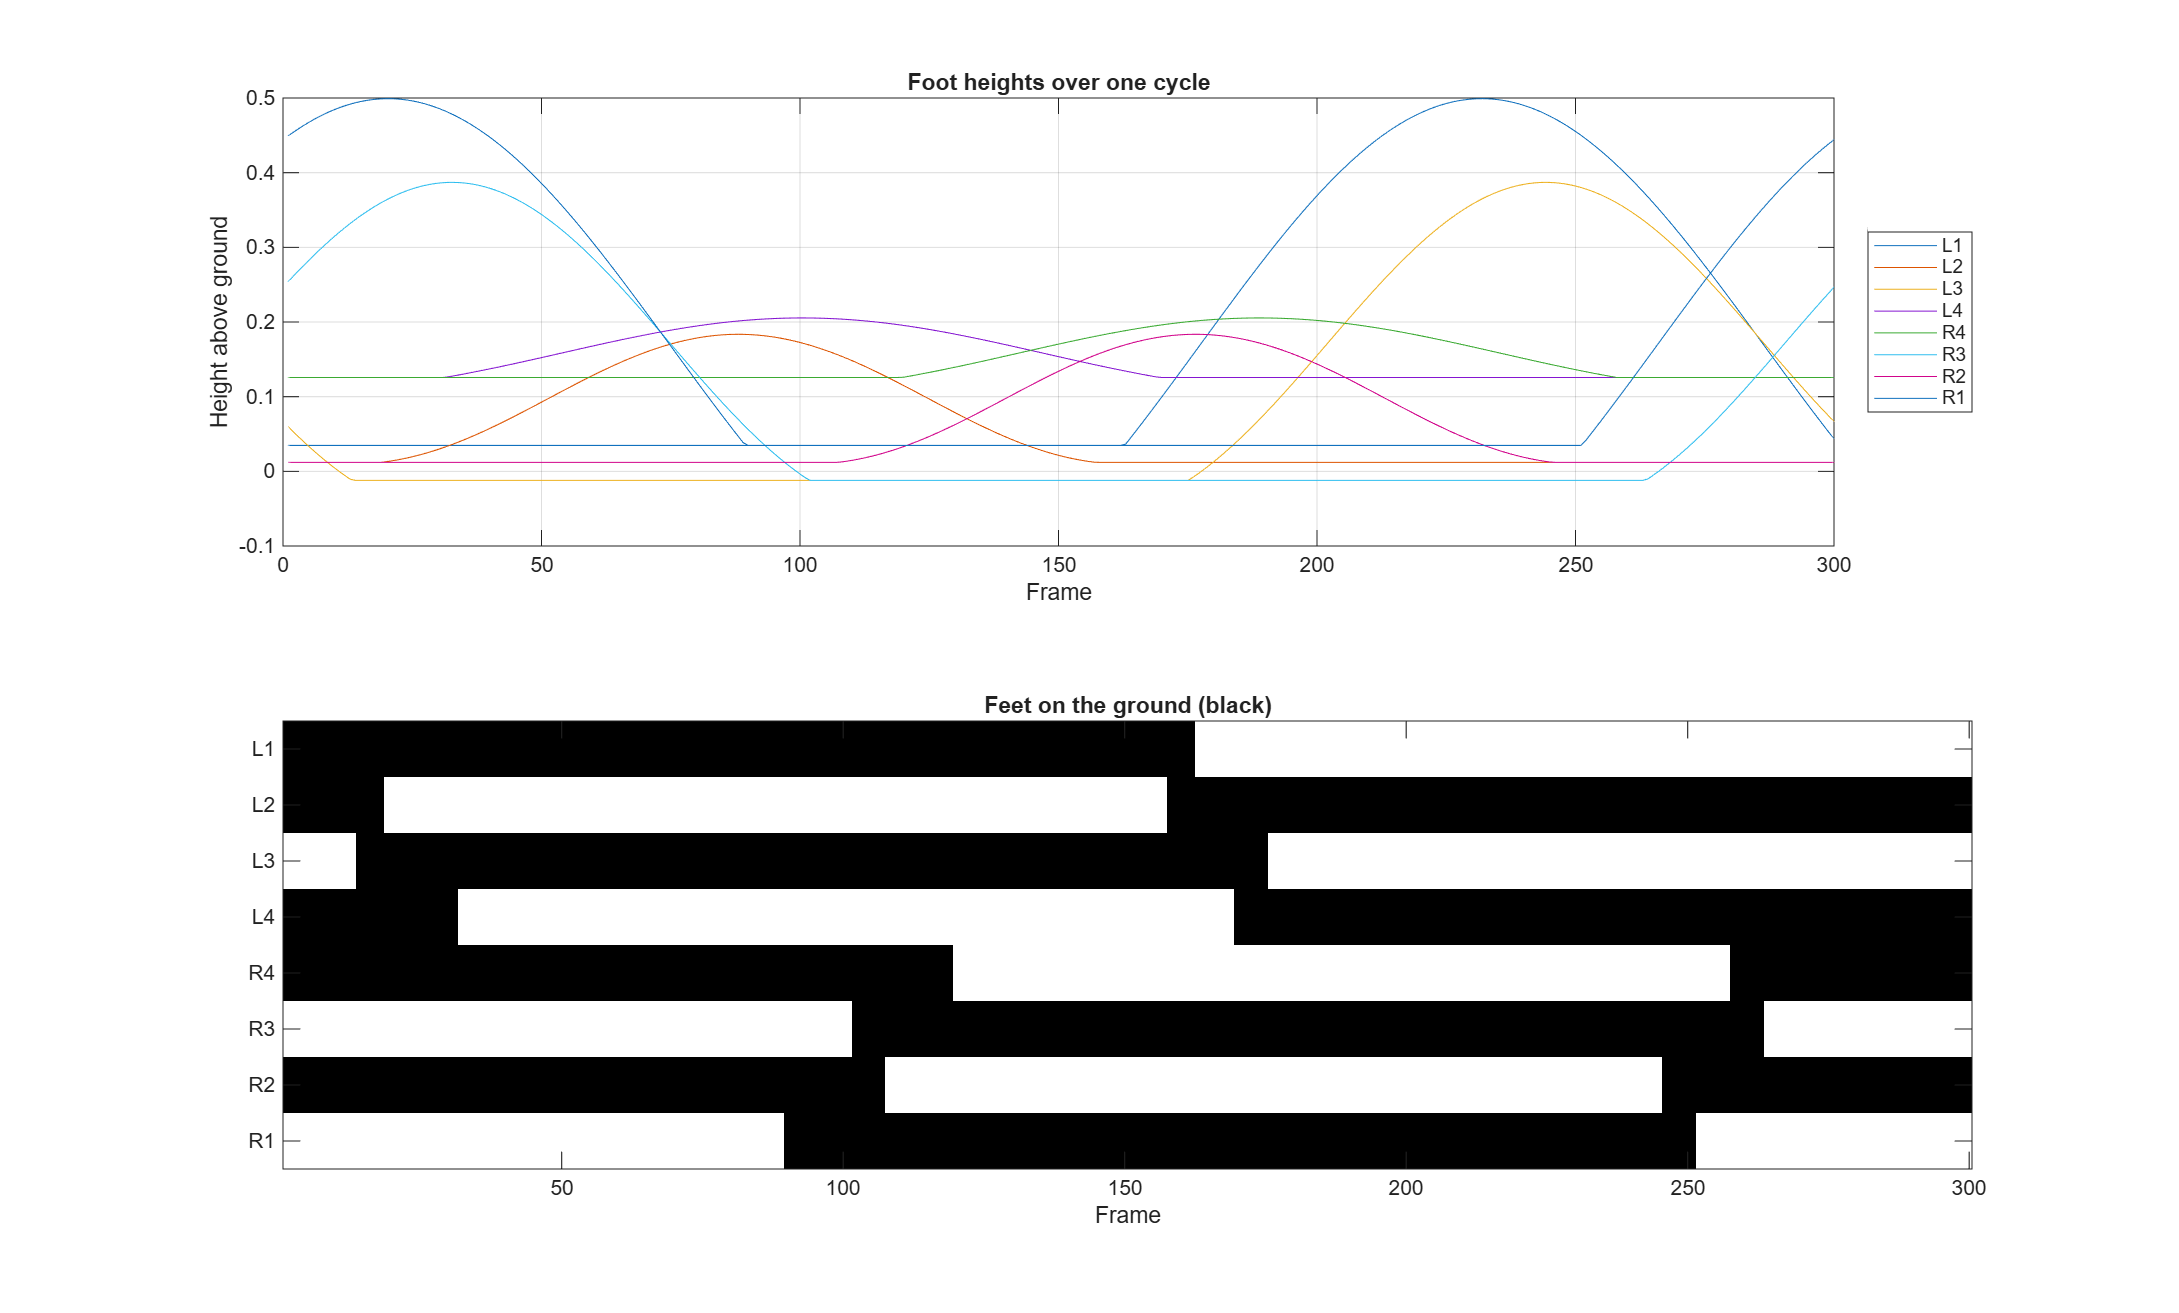 Foot heights over one cycle
0.5
0.4
0.3
0.2
0.1
0
-0.1
Height above ground
0 50 100 150 200 250 300
Frame
L1
L2
L3
L4
R4
R3
R2
R1
Feet on the ground (black)
L1
L2
L3
L4
R4
R3
R2
R1
50 100 150 200 250 300
Frame